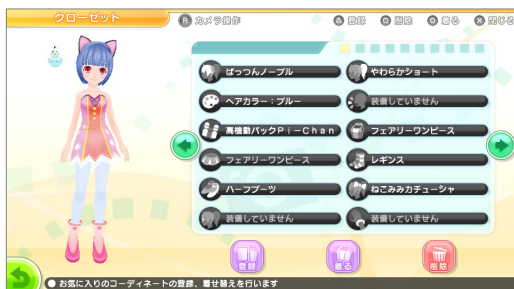 クローゼット
R カメラ操作
登録 削除 着る 閉じる
ぱっつんノーブル
やわらかショート
ヘアカラー：ブルー
装備していません
高機動パックPi－Chan
フェアリーワンピース
フェアリーワンピース
レギンス
ハーフブーツ
ねこみみカチューシャ
装備していません
装備していません
登録
着る
削除
● お気に入りのコーディネートの登録、着せ替えを行います